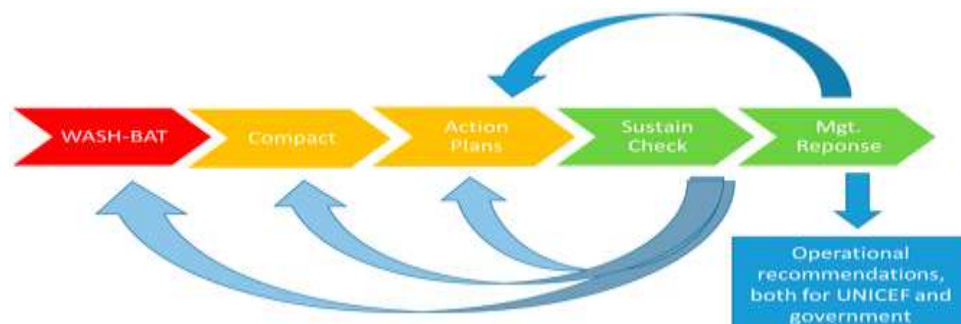 WASH-BAT
Compact
Action
Plans
Sustain
Check
Mgt.
Reponse
Operational
recommendations,
both for UNICEF and
government